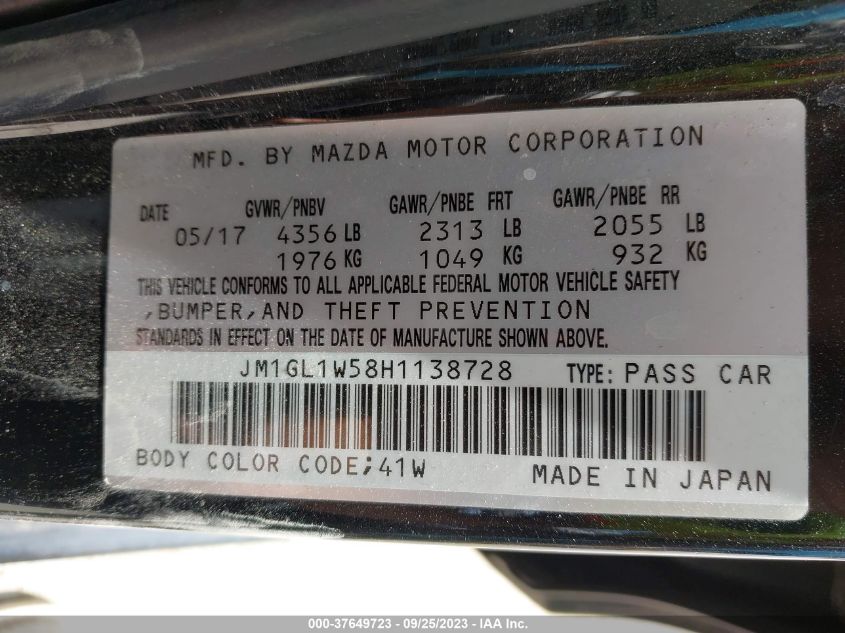 MFD. BY MAZDA MOTOR CORPORATION
DATE GVWR/PNBV GAWR/PNBE FRT GAWR/PNBE RR
05/17 4356 LB 2313 LB 2055 LB
1976 KG 1049 KG 932 KG
THIS VEHICLE CONFORMS TO ALL APPLICABLE FEDERAL MOTOR VEHICLE SAFETY
,BUMPER,AND THEFT PREVENTION
STANDARDS IN EFFECT ON THE DATE OF MANUFACTURE SHOWN ABOVE.
JM1GL1W58H1138728 TYPE: PASS CAR
BODY COLOR CODE;41W MADE IN JAPAN
000-37649723 - 09/25/2023 - IAA Inc.